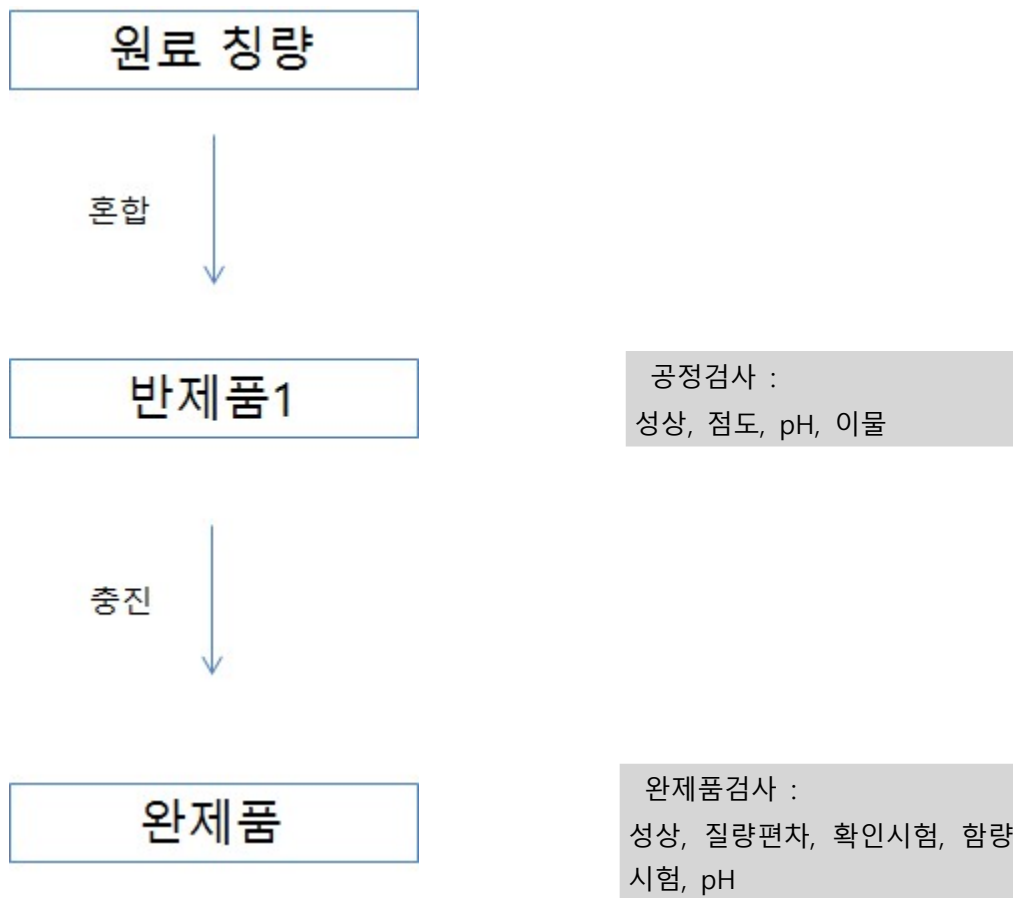 원료 칭량
혼합
반제품1
공정검사 :
성상, 점도, pH, 이물
충진
완제품
완제품검사 :
성상, 질량편차, 확인시험, 함량
시험, pH